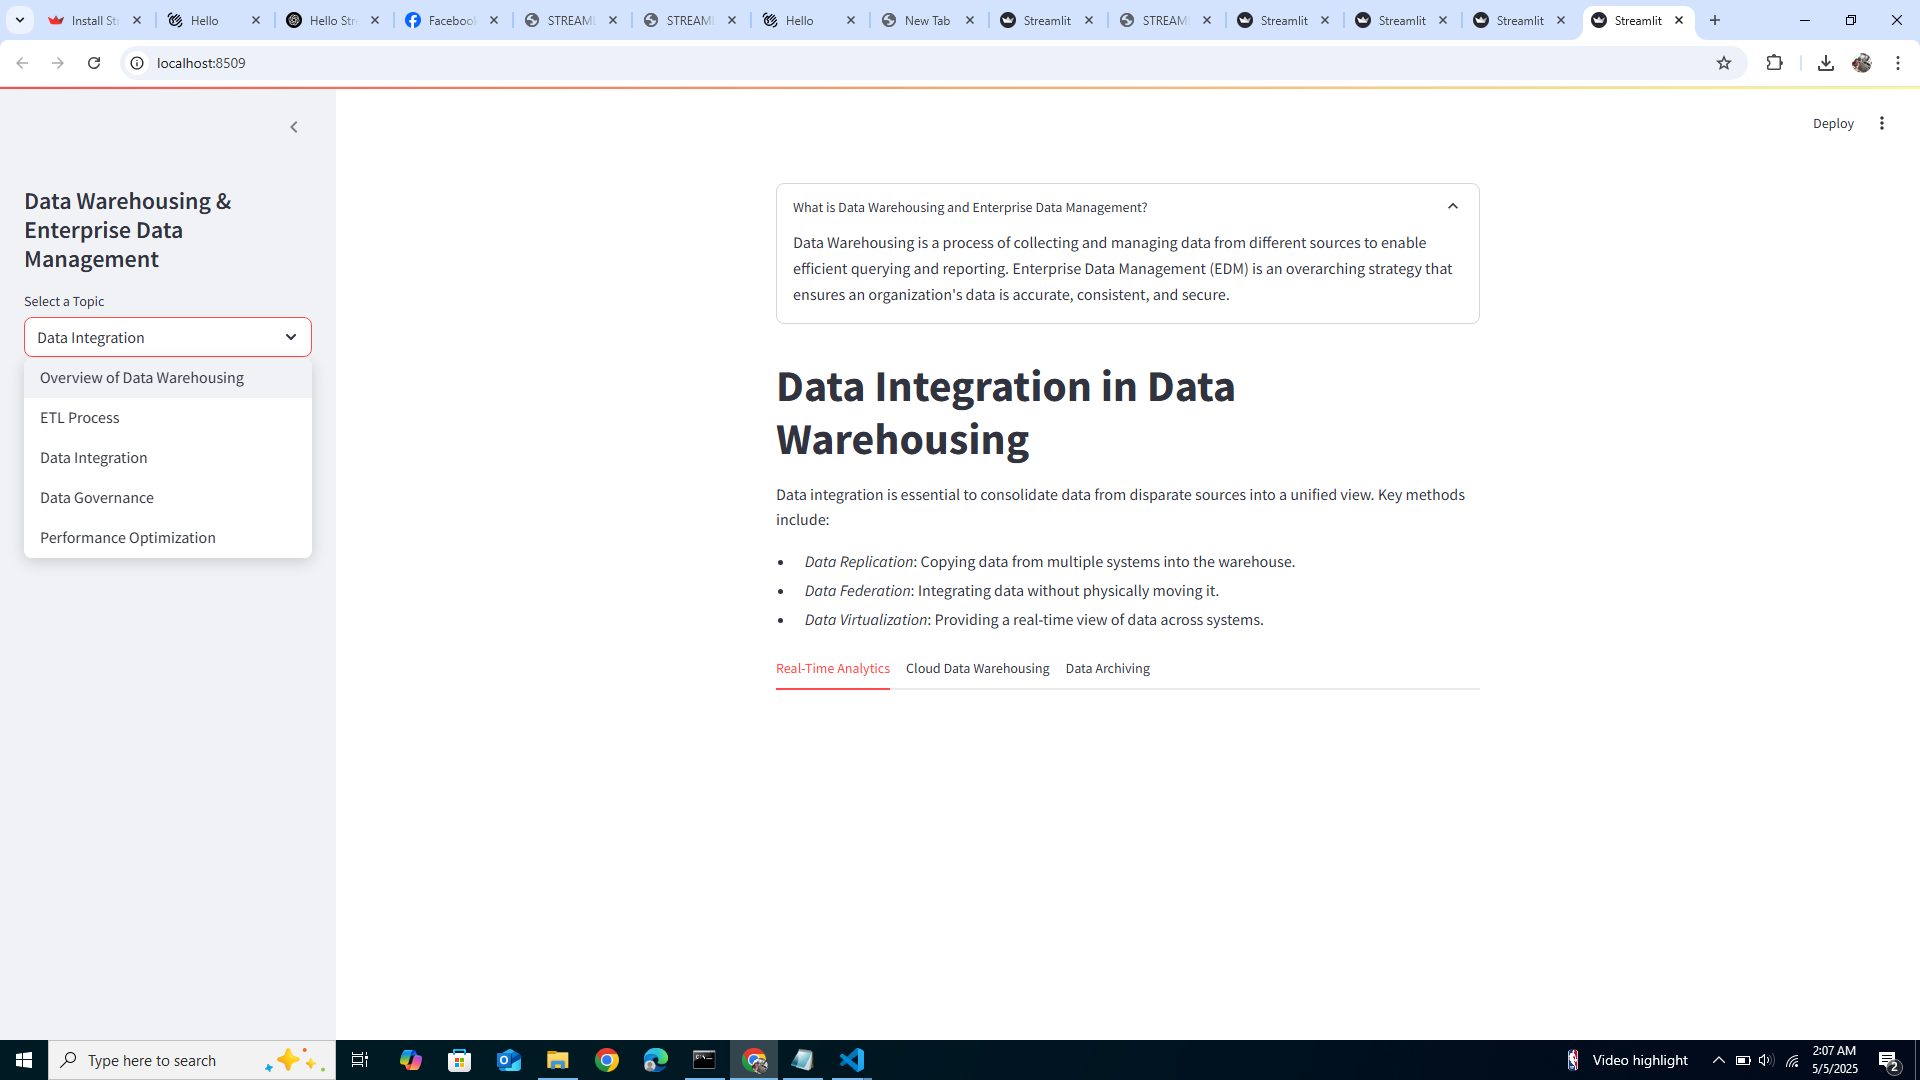 Install St
Hello
Hello Str
Facebook
STREAML
STREAML
Hello
New Tab
Streamlit
STREAML
Streamlit
Streamlit
Streamlit
Streamlit
localhost:8509
Deploy
Data Warehousing &
Enterprise Data
Management
Select a Topic
Data Integration
Overview of Data Warehousing
ETL Process
Data Integration
Data Governance
Performance Optimization
What is Data Warehousing and Enterprise Data Management?
Data Warehousing is a process of collecting and managing data from different sources to enable
efficient querying and reporting. Enterprise Data Management (EDM) is an overarching strategy that
ensures an organization's data is accurate, consistent, and secure.
Data Integration in Data
Warehousing
Data integration is essential to consolidate data from disparate sources into a unified view. Key methods
include:
• Data Replication: Copying data from multiple systems into the warehouse.
• Data Federation: Integrating data without physically moving it.
• Data Virtualization: Providing a real-time view of data across systems.
Real-Time Analytics Cloud Data Warehousing Data Archiving
Type here to search
Video highlight
2:07 AM
5/5/2025
2